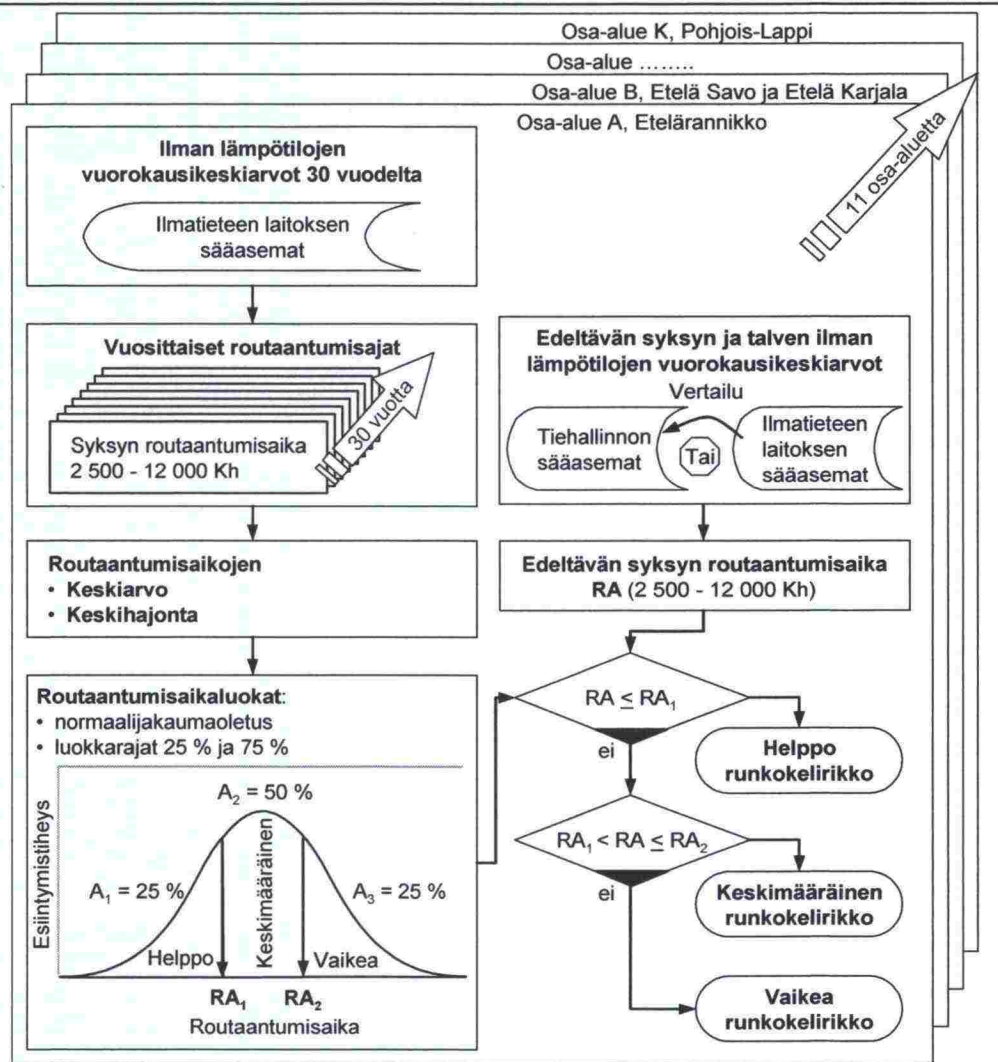 Osa-alue K, Pohjois-Lappi
Osa-alue ........
Osa-alue B, Etelä Savo ja Etelä Karjala
Osa-alue A, Etelärannikko
11 osa-aluetta
Ilman lämpötilojen
vuorokausikeskiarvot 30 vuodelta
Ilmatieteen laitoksen
sääasemat
Vuosittaiset routaantumisajat
Syksyn routaantumisaika
2 500 - 12 000 Kh
30 vuotta
Routaantumisaikojen
• Keskiarvo
• Keskihajonta
Routaantumisaikaluokat:
• normaalijakaumaoletus
• luokkarajat 25 % ja 75 %
Esiintymistiheys
A₂ = 50 %
A₁ = 25 %
Keskimääräinen
A₃ = 25 %
Helppo
Vaikea
RA₁
RA₂
Routaantumisaika
Edeltävän syksyn ja talven ilman
lämpötilojen vuorokausikeskiarvot
Vertailu
Tiehallinnon
sääasemat
Tai
Ilmatieteen
laitoksen
sääasemat
Edeltävän syksyn routaantumisaika
RA (2 500 - 12 000 Kh)
RA ≤ RA₁
ei
Helppo
runkokelirikko
RA₁ < RA ≤ RA₂
ei
Keskimääräinen
runkokelirikko
Vaikea
runkokelirikko